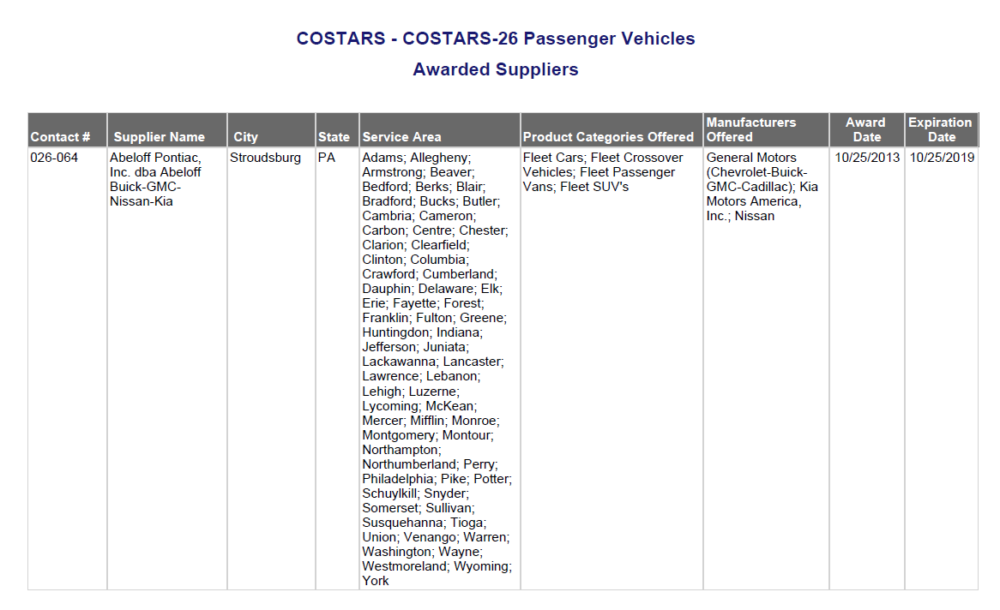 COSTARS - COSTARS-26 Passenger Vehicles
Awarded Suppliers
Contact #
Supplier Name
City
State
Service Area
Product Categories Offered
Manufacturers
Offered
Award
Date
Expiration
Date
026-064
Abeloff Pontiac,
Inc. dba Abeloff
Buick-GMC-
Nissan-Kia
Stroudsburg
PA
Adams; Allegheny;
Armstrong; Beaver;
Bedford; Berks; Blair;
Bradford; Bucks; Butler;
Cambria; Cameron;
Carbon; Centre; Chester;
Clarion; Clearfield;
Clinton; Columbia;
Crawford; Cumberland;
Dauphin; Delaware; Elk;
Erie; Fayette; Forest;
Franklin; Fulton; Greene;
Huntingdon; Indiana;
Jefferson; Juniata;
Lackawanna; Lancaster;
Lawrence; Lebanon;
Lehigh; Luzerne;
Lycoming; McKean;
Mercer; Mifflin; Monroe;
Montgomery; Montour;
Northampton;
Northumberland; Perry;
Philadelphia; Pike; Potter;
Schuylkill; Snyder;
Somerset; Sullivan;
Susquehanna; Tioga;
Union; Venango; Warren;
Washington; Wayne;
Westmoreland; Wyoming;
York
Fleet Cars; Fleet Crossover
Vehicles; Fleet Passenger
Vans; Fleet SUV's
General Motors
(Chevrolet-Buick-
GMC-Cadillac); Kia
Motors America,
Inc.; Nissan
10/25/2013
10/25/2019